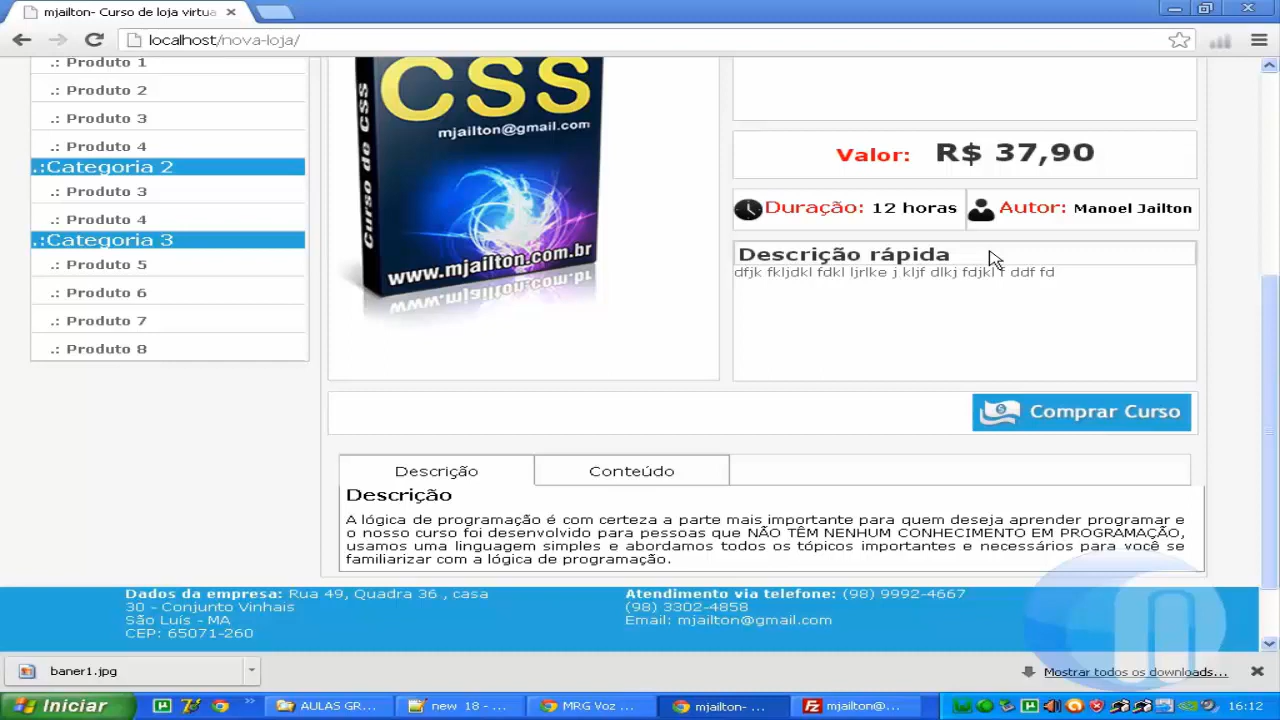 mjailton- Curso de loja virtu
localhost/nova-loja/
.: Produto 1
.: Produto 2
.: Produto 3
.: Produto 4
.:Categoria 2
.: Produto 3
.: Produto 4
.:Categoria 3
.: Produto 5
.: Produto 6
.: Produto 7
.: Produto 8
CSS
mjailton@gmail.com
Curso de CSS
www.mjailton.com.br
Valor: R$ 37,90
Duração: 12 horas
Autor: Manoel Jailton
Descrição rápida
dfjk fkljdkl fdkl ljrlke j kljf dlkj fdjkl f ddf fd
Comprar Curso
Descrição
Conteúdo
Descrição
A lógica de programação é com certeza a parte mais importante para quem deseja aprender programar e
o nosso curso foi desenvolvido para pessoas que NÃO TÊM NENHUM CONHECIMENTO EM PROGRAMAÇÃO,
usamos uma linguagem simples e abordamos todos os tópicos importantes e necessários para você se
familiarizar com a lógica de programação.
Dados da empresa: Rua 49, Quadra 36 , casa
30 - Conjunto Vinhais
São Luís - MA
CEP: 65071-260
Atendimento via telefone: (98) 9992-4667
(98) 3302-4858
Email: mjailton@gmail.com
baner1.jpg
Mostrar todos os downloads...
Iniciar
AULAS GR...
new 18 - ...
MRG Voz ...
mjailton- ...
mjailton@...
16:12